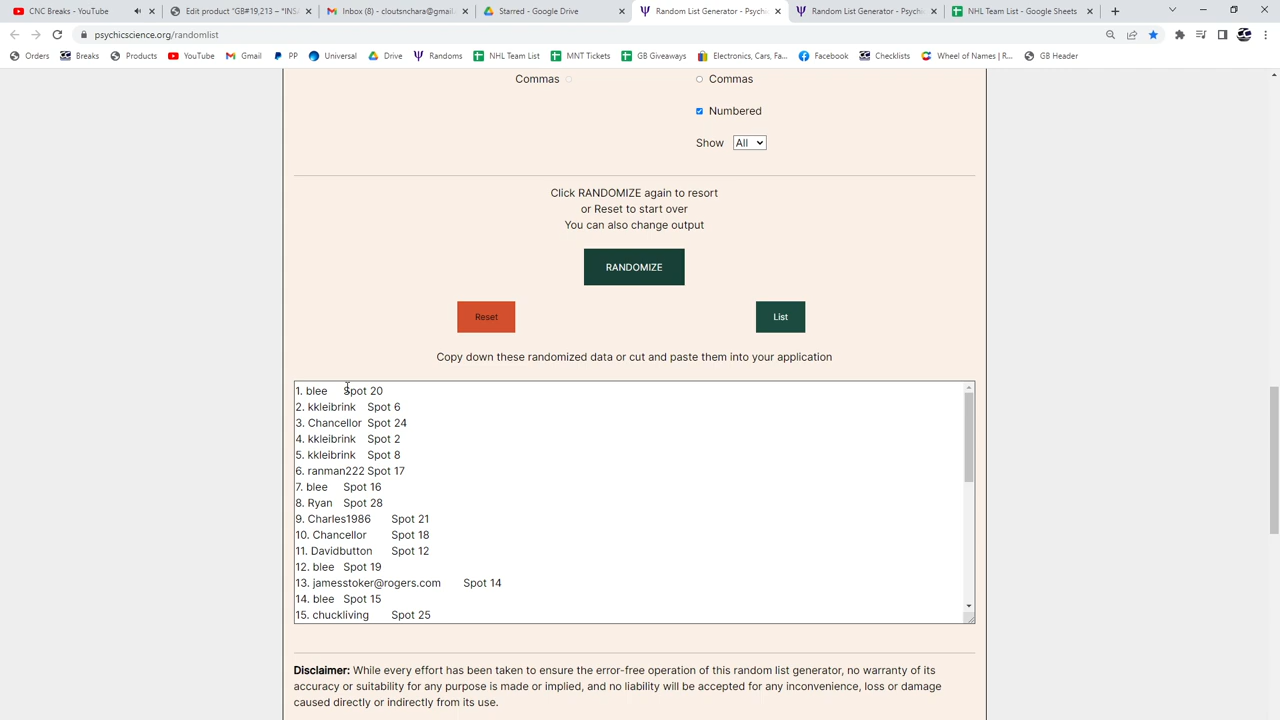 CNC Breaks - YouTube
Edit product "GB#19,213 – "INSA
Inbox (8) - cloutsnchara@gmail.
Starred - Google Drive
Random List Generator - Psychic
Random List Generator - Psychic
NHL Team List - Google Sheets
psychicscience.org/randomlist
Orders
Breaks
Products
YouTube
Gmail
PP
Universal
Drive
Randoms
NHL Team List
MNT Tickets
GB Giveaways
Electronics, Cars, Fa...
Facebook
Checklists
Wheel of Names | R...
GB Header
Commas
Commas
Numbered
Show All
Click RANDOMIZE again to resort
or Reset to start over
You can also change output
RANDOMIZE
Reset
List
Copy down these randomized data or cut and paste them into your application
1. blee Spot 20
2. kkleibrink Spot 6
3. Chancellor Spot 24
4. kkleibrink Spot 2
5. kkleibrink Spot 8
6. ranman222 Spot 17
7. blee Spot 16
8. Ryan Spot 28
9. Charles1986 Spot 21
10. Chancellor Spot 18
11. Davidbutton Spot 12
12. blee Spot 19
13. jamesstoker@rogers.com Spot 14
14. blee Spot 15
15. chuckliving Spot 25
Disclaimer: While every effort has been taken to ensure the error-free operation of this random list generator, no warranty of its
accuracy or suitability for any purpose is made or implied, and no liability will be accepted for any inconvenience, loss or damage
caused directly or indirectly from its use.